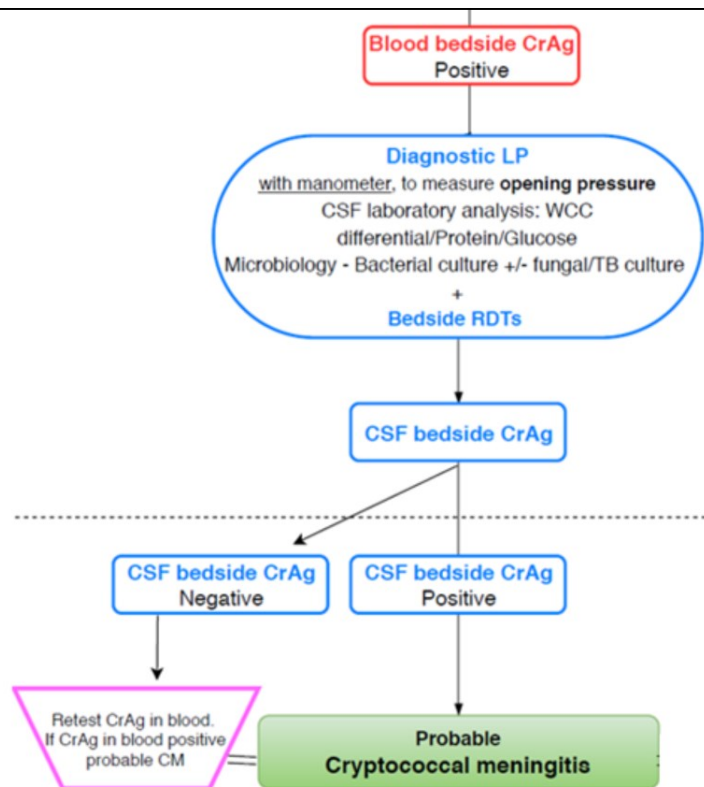 Blood bedside CrAg
Positive
Diagnostic LP
with manometer, to measure opening pressure
CSF laboratory analysis: WCC
differential/Protein/Glucose
Microbiology - Bacterial culture +/- fungal/TB culture
+
Bedside RDTs
CSF bedside CrAg
CSF bedside CrAg
Negative
CSF bedside CrAg
Positive
Retest CrAg in blood.
If CrAg in blood positive
probable CM
Probable
Cryptococcal meningitis